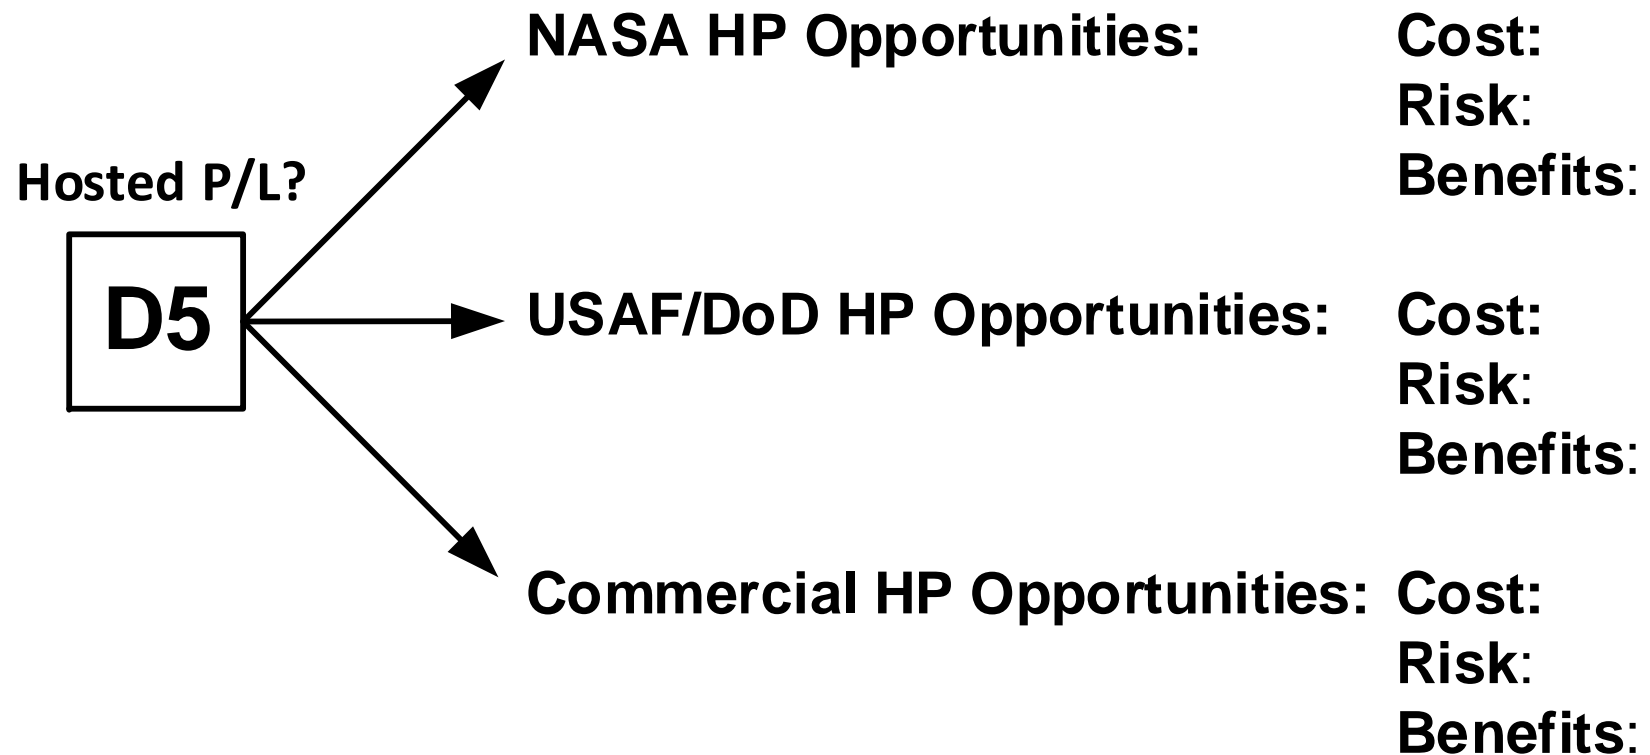 NASA HP Opportunities: Cost:
Risk:
Benefits:
Hosted P/L?
D5
USAF/DoD HP Opportunities: Cost:
Risk:
Benefits:
Commercial HP Opportunities: Cost:
Risk:
Benefits: